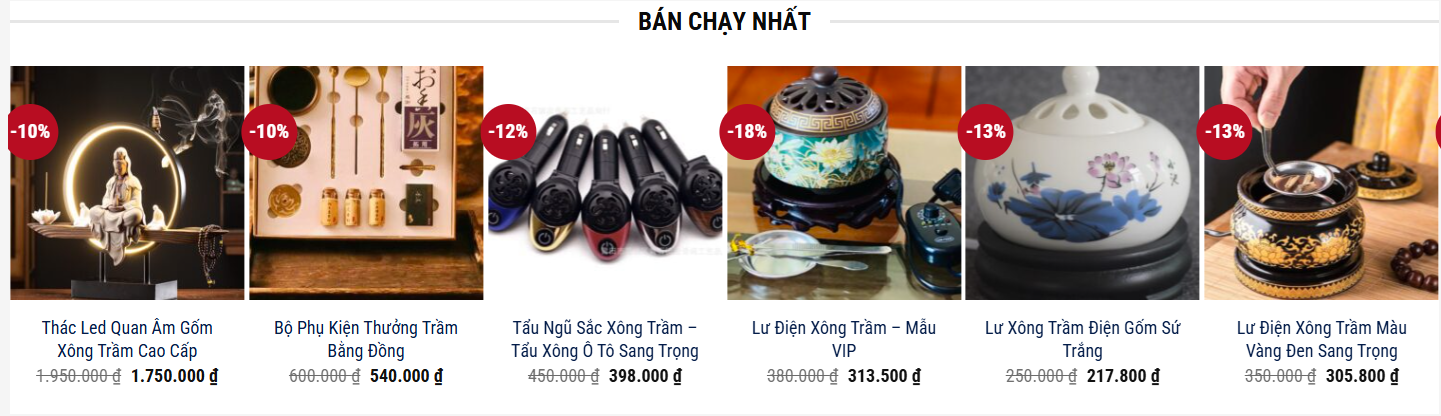 BÁN CHẠY NHẤT
-10%
-10%
-12%
-18%
-13%
-13%
お
灰
Thác Led Quan Âm Gốm
Xông Trầm Cao Cấp
1.950.000 ₫ 1.750.000 ₫
Bộ Phụ Kiện Thưởng Trầm
Bằng Đồng
600.000 ₫ 540.000 ₫
Tẩu Ngũ Sắc Xông Trầm –
Tẩu Xông Ô Tô Sang Trọng
450.000 ₫ 398.000 ₫
Lư Điện Xông Trầm – Mẫu
VIP
380.000 ₫ 313.500 ₫
Lư Xông Trầm Điện Gốm Sứ
Trắng
250.000 ₫ 217.800 ₫
Lư Điện Xông Trầm Màu
Vàng Đen Sang Trọng
350.000 ₫ 305.800 ₫